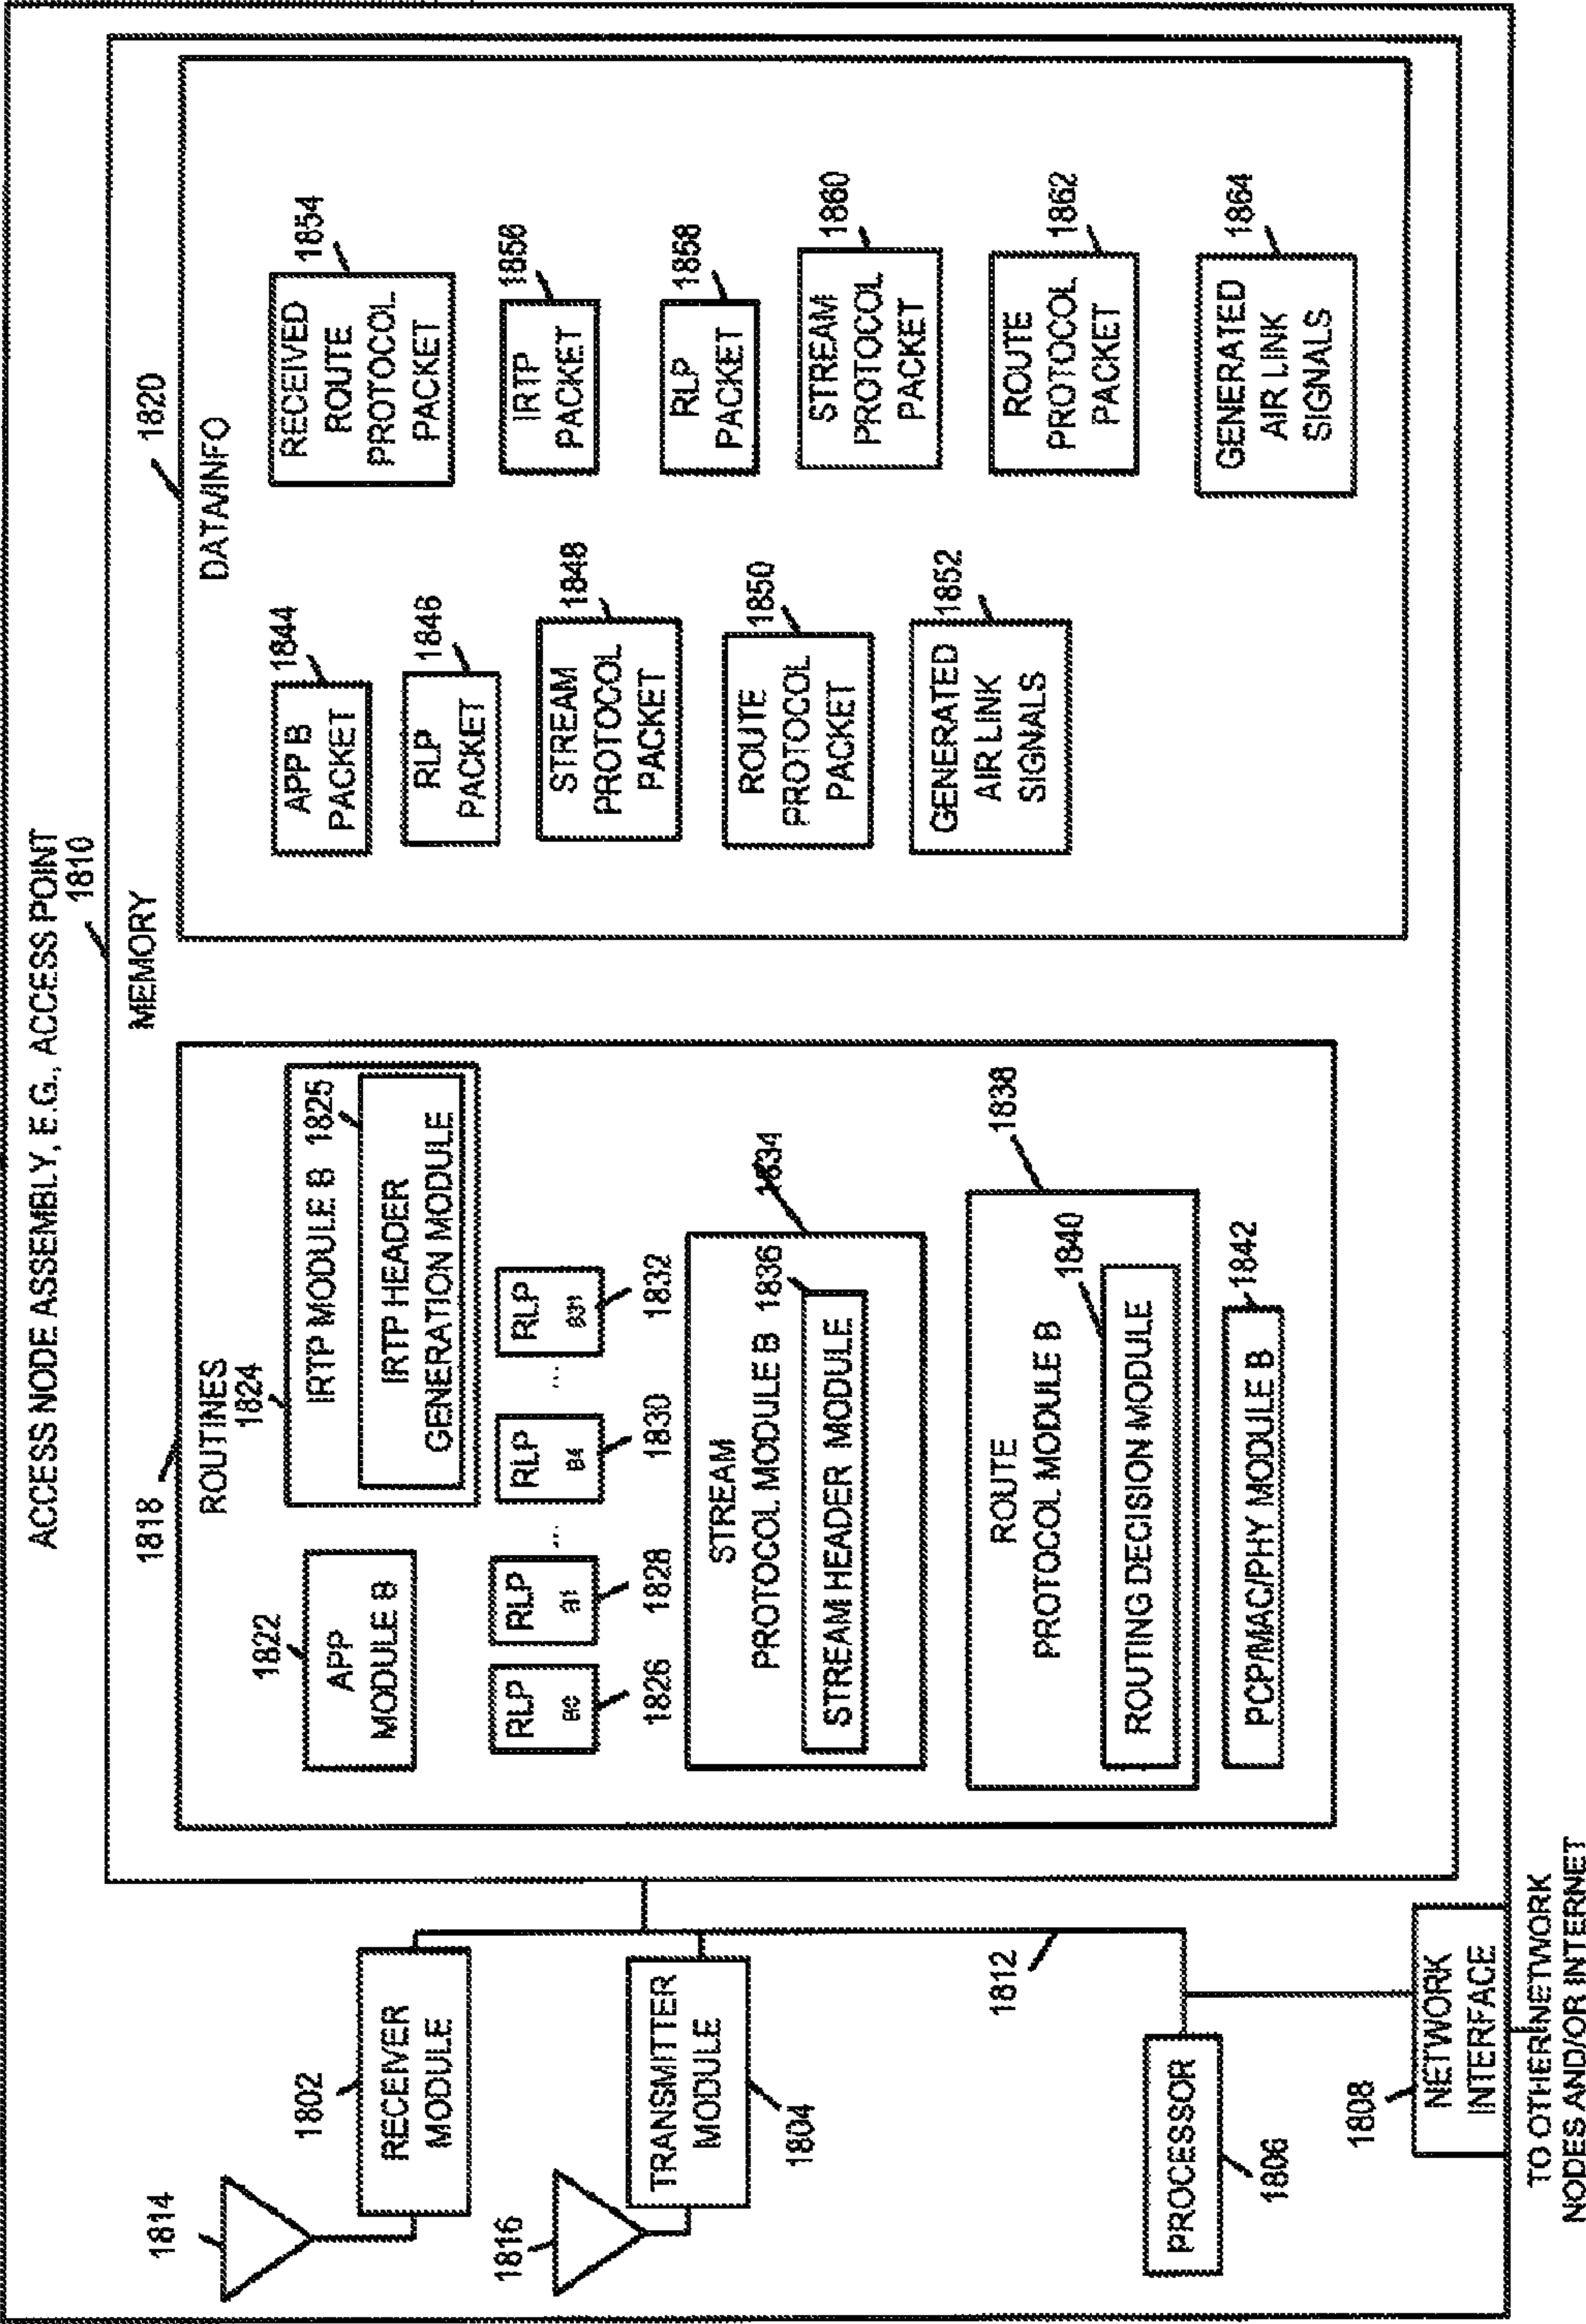 ACCESS NODE ASSEMBLY, E.G., ACCESS POINT
1810
MEMORY
1814
1802
RECEIVER
MODULE
1816
TRANSMITTER
MODULE
1804
1812
PROCESSOR
1806
1808
NETWORK
INTERFACE
TO OTHER NETWORK
NODES AND/OR INTERNET
1818
ROUTINES
1822
APP
MODULE B
1824
IRTP MODULE B
1825
IRTP HEADER
GENERATION MODULE
RLP
B0
1826
RLP
B1
1828
...
RLP
B4
1830
...
RLP
B31
1832
STREAM
PROTOCOL MODULE B
1834
1836
STREAM HEADER MODULE
ROUTE
PROTOCOL MODULE B
1838
1840
ROUTING DECISION MODULE
PCP/MAC/PHY MODULE B
1842
1820
DATA/INFO
APP B
PACKET
1844
RLP
PACKET
1846
STREAM
PROTOCOL
PACKET
1848
ROUTE
PROTOCOL
PACKET
1850
GENERATED
AIR LINK
SIGNALS
1852
RECEIVED
ROUTE
PROTOCOL
PACKET
1854
IRTP
PACKET
1856
RLP
PACKET
1858
STREAM
PROTOCOL
PACKET
1860
ROUTE
PROTOCOL
PACKET
1862
GENERATED
AIR LINK
SIGNALS
1864